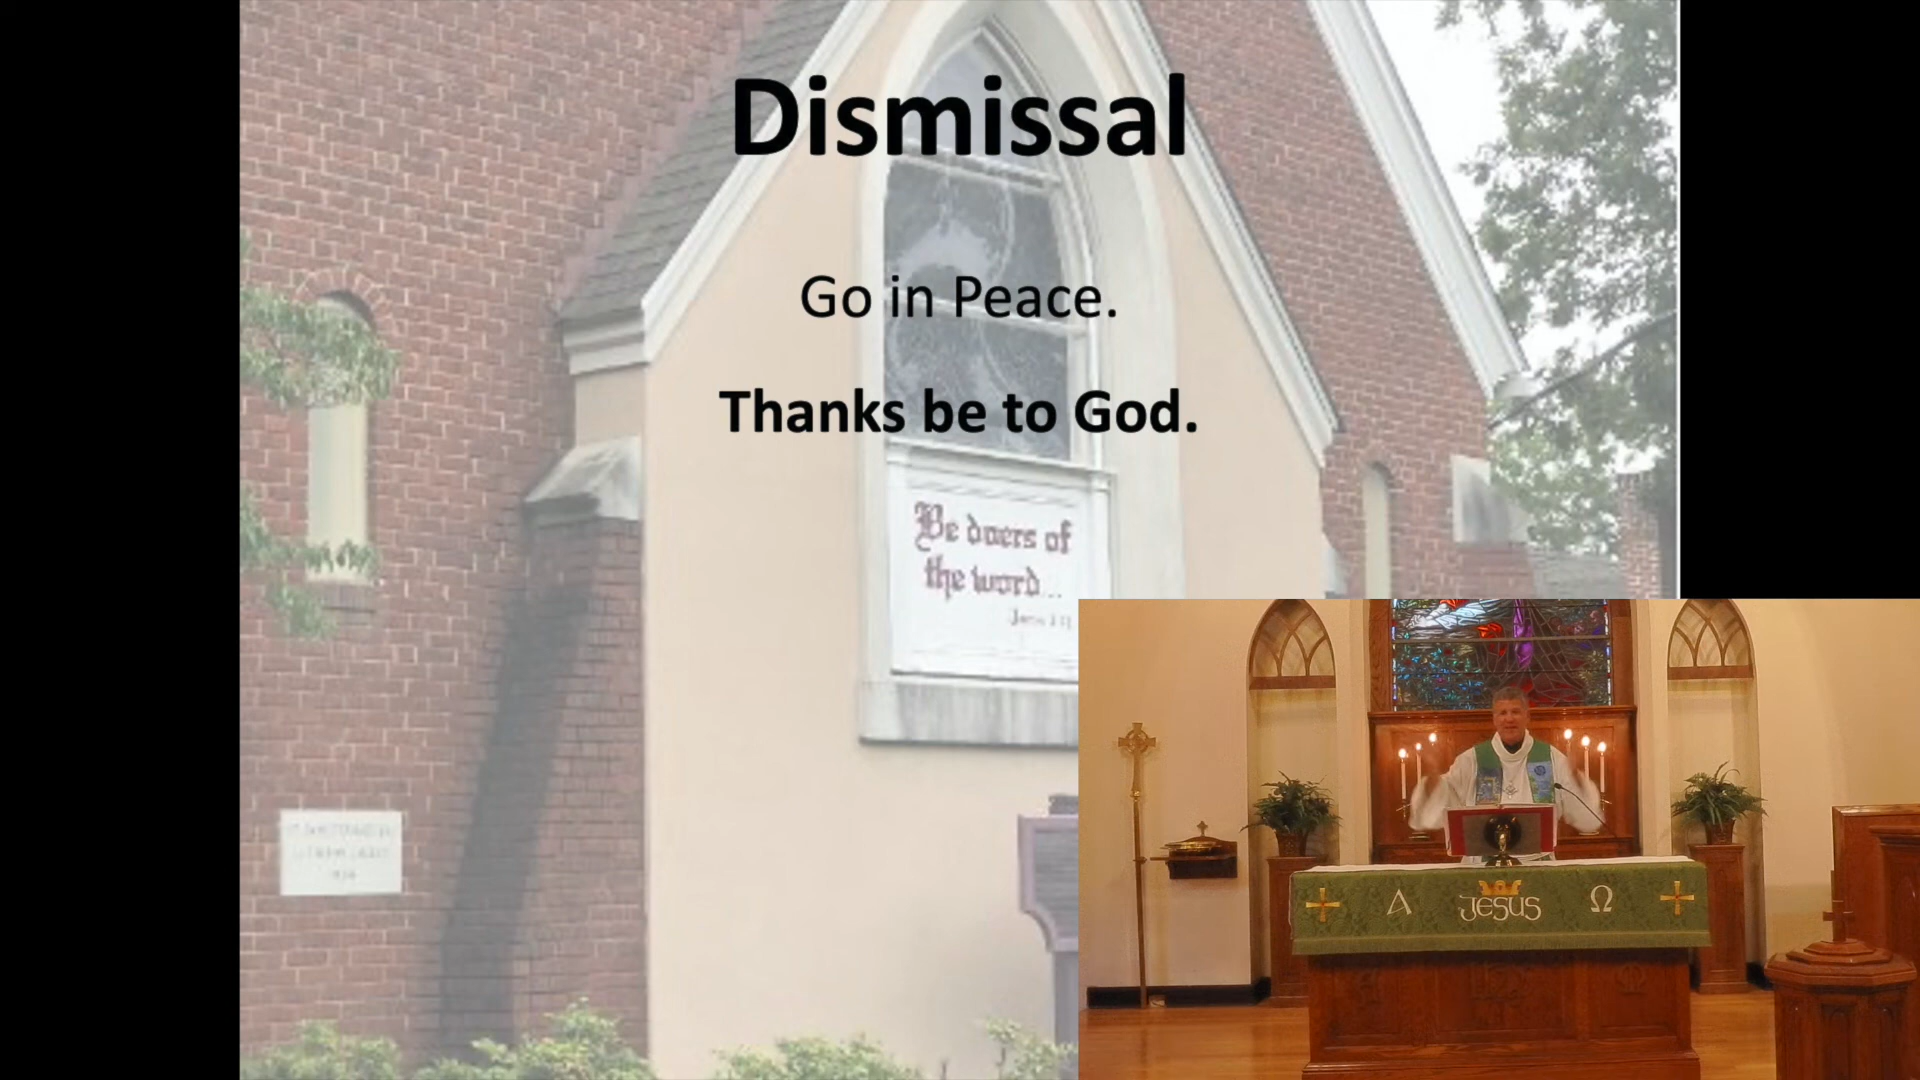 Dismissal
Go in Peace.
Thanks be to God.
Be doers of
the word...
A JESUS Ω